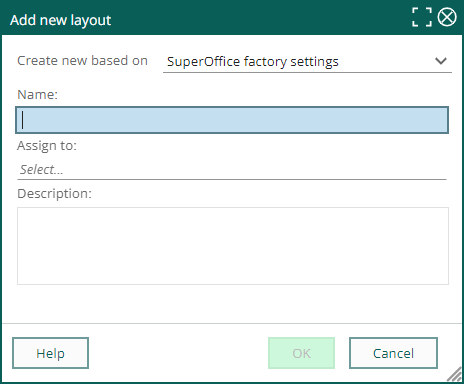 Add new layout
Create new based on SuperOffice factory settings
Name:
Assign to:
Select...
Description:
Help OK Cancel